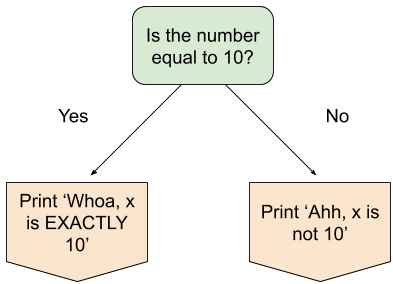 Is the number
equal to 10?
Yes
No
Print ‘Whoa, x
is EXACTLY
10’
Print ‘Ahh, x is
not 10’